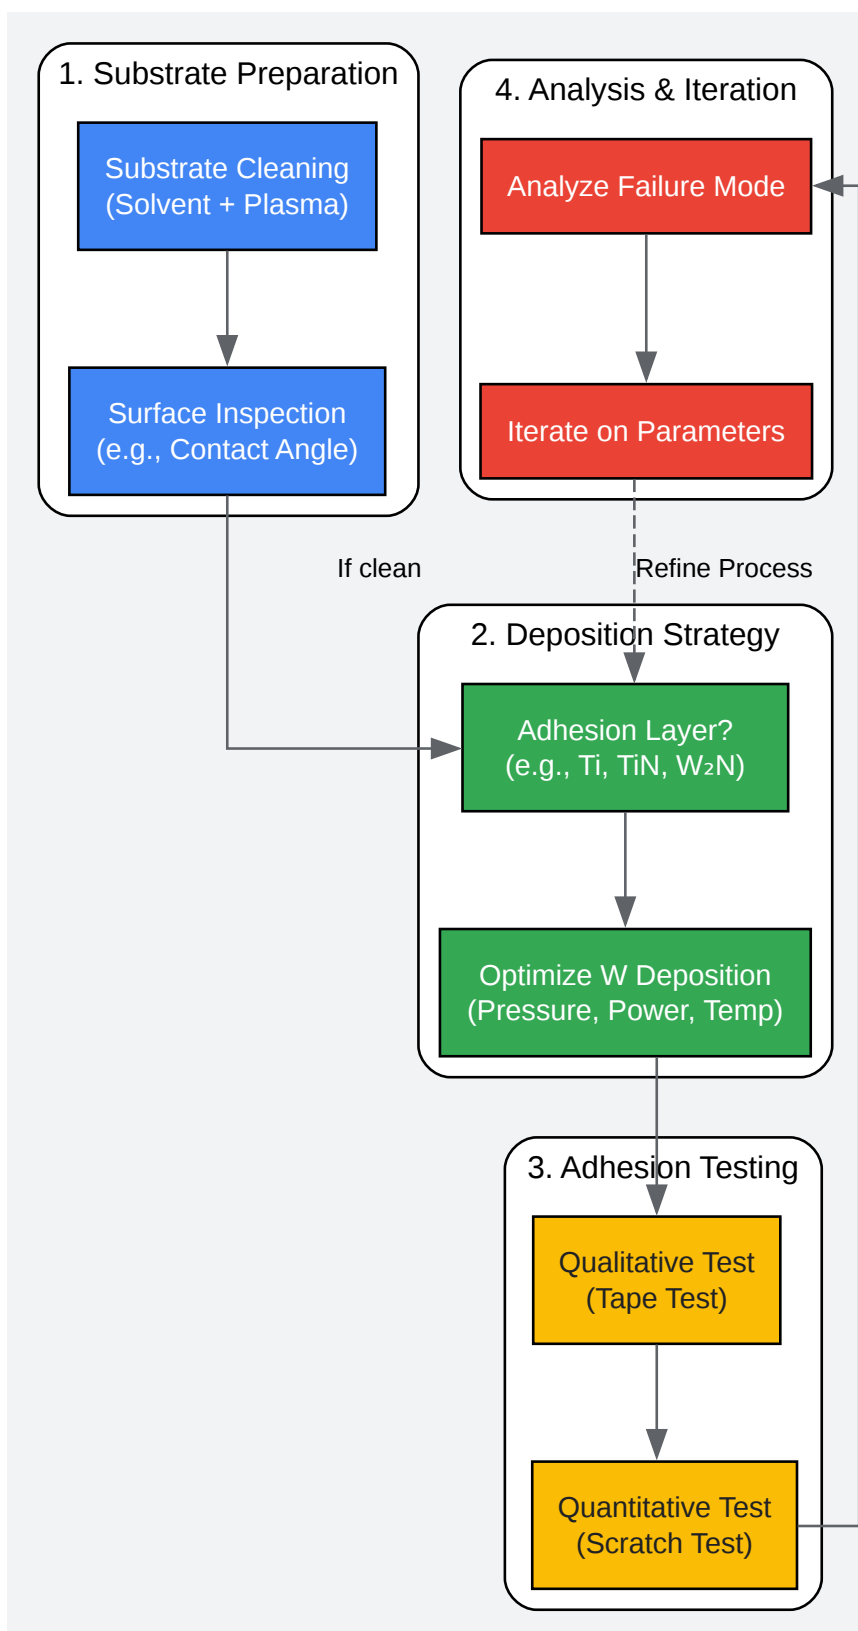 1. Substrate Preparation
Substrate Cleaning
(Solvent + Plasma)
Surface Inspection
(e.g., Contact Angle)
4. Analysis & Iteration
Analyze Failure Mode
Iterate on Parameters
If clean
Refine Process
2. Deposition Strategy
Adhesion Layer?
(e.g., Ti, TiN, W₂N)
Optimize W Deposition
(Pressure, Power, Temp)
3. Adhesion Testing
Qualitative Test
(Tape Test)
Quantitative Test
(Scratch Test)